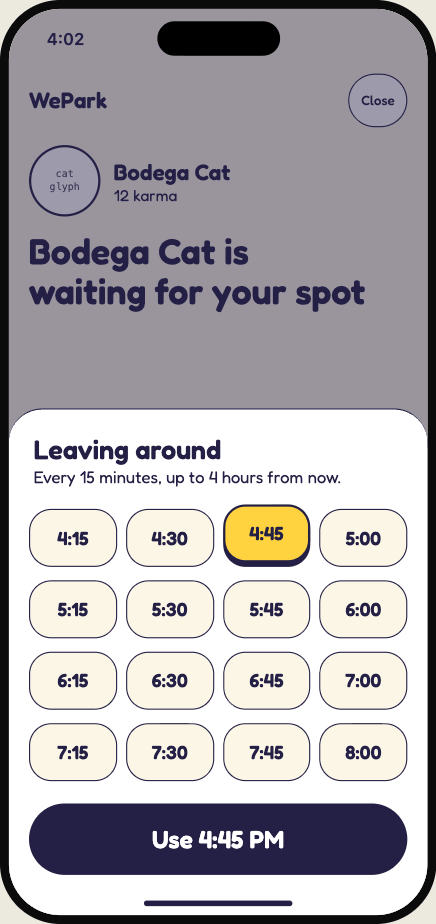 4:02
WePark
Close
cat
glyph
Bodega Cat
12 karma
Bodega Cat is
waiting for your spot
Leaving around
Every 15 minutes, up to 4 hours from now.
4:15 4:30 4:45 5:00
5:15 5:30 5:45 6:00
6:15 6:30 6:45 7:00
7:15 7:30 7:45 8:00
Use 4:45 PM